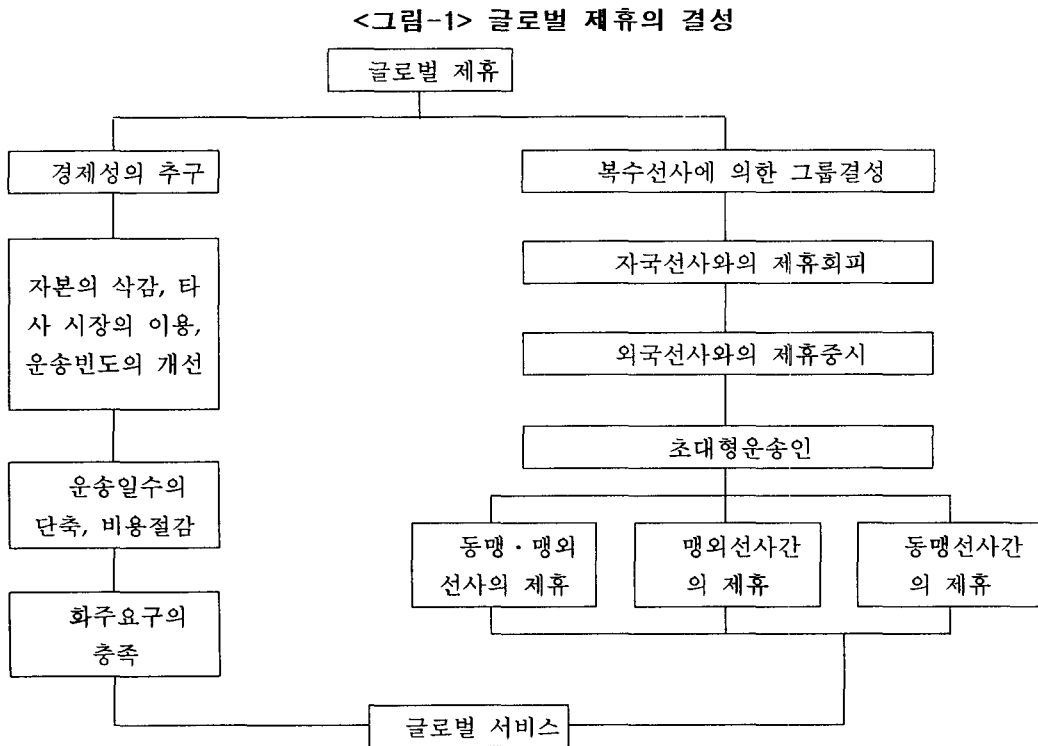 <그림-1> 글로벌 제휴의 결성
글로벌 제휴
경제성의 추구
자본의 삭감, 타
사 시장의 이용,
운송빈도의 개선
운송일수의
단축, 비용절감
화주요구의
충족
복수선사에 의한 그룹결성
자국선사와의 제휴회피
외국선사와의 제휴중시
초대형운송인
동맹·맹외
선사의 제휴
맹외선사간
의 제휴
동맹선사간
의 제휴
글로벌 서비스